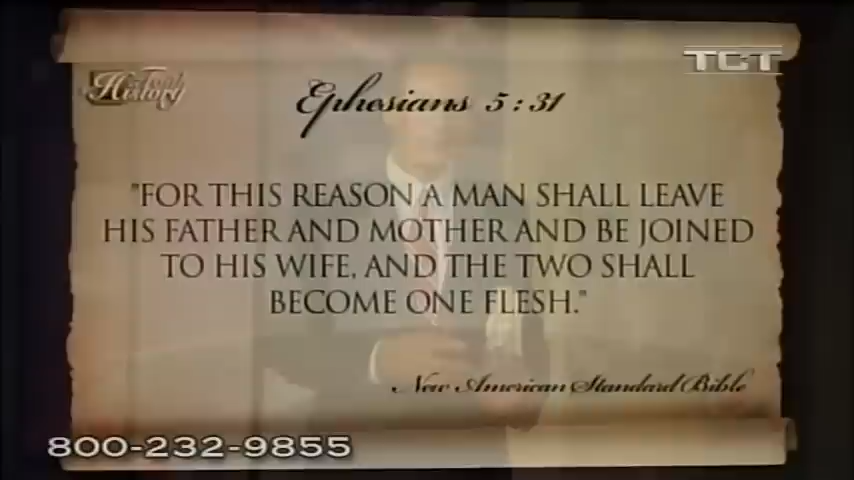 TCT
History
Ephesians 5:31
"FOR THIS REASON A MAN SHALL LEAVE
HIS FATHER AND MOTHER AND BE JOINED
TO HIS WIFE, AND THE TWO SHALL
BECOME ONE FLESH."
New American Standard Bible
800-232-9855